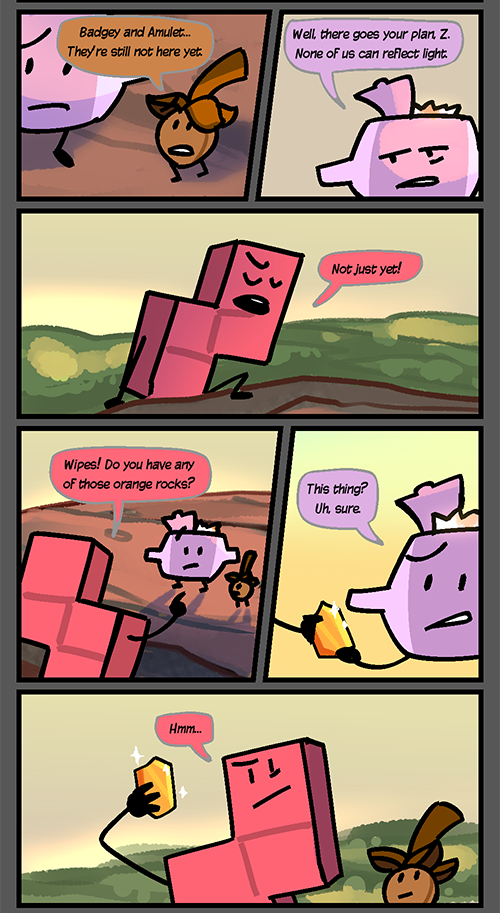 Badgey and Amulet...
They're still not here yet.
Well, there goes your plan, Z.
None of us can reflect light.
Not just yet!
Wipes! Do you have any
of those orange rocks?
This thing?
Uh, sure.
Hmm...